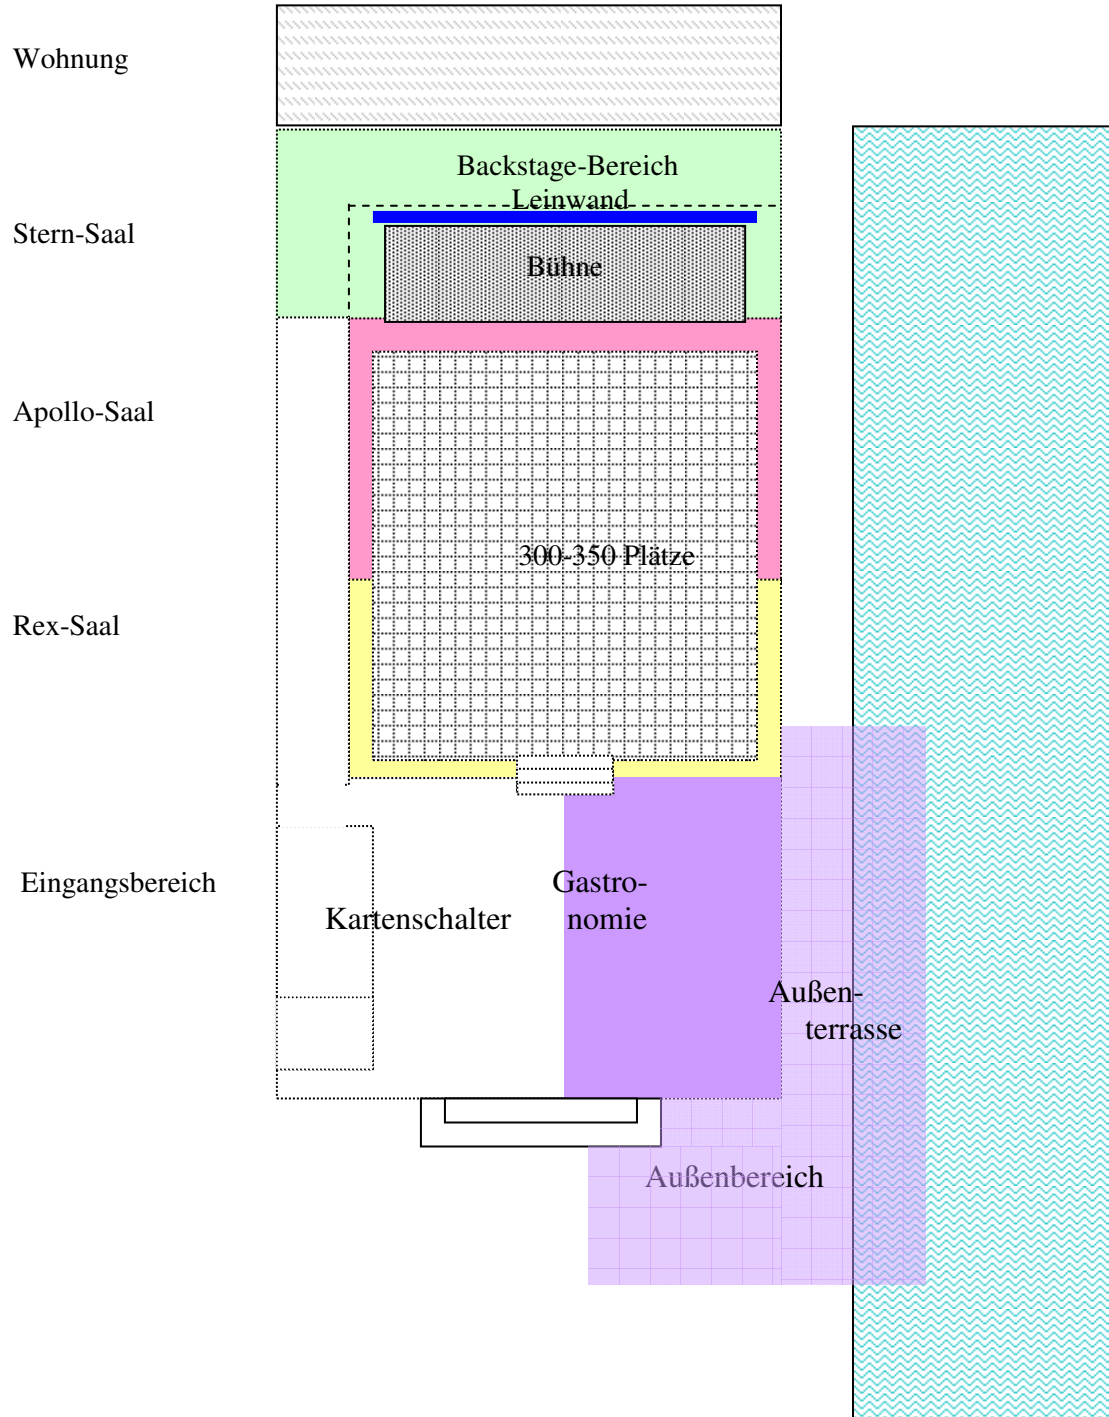 Wohnung
Backstage-Bereich
Leinwand
Stern-Saal
Bühne
Apollo-Saal
300-350 Plätze
Rex-Saal
Eingangsbereich
Gastro-
Kartenschalter
nomie
Außen-
terrasse
Außenbereich